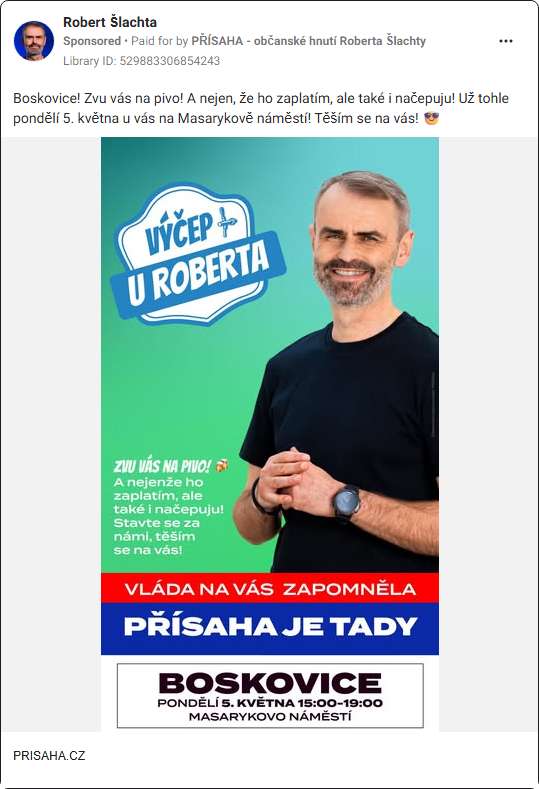 Robert Šlachta
Sponsored • Paid for by PŘÍSAHA - občanské hnutí Roberta Šlachty
Library ID: 529883306854243
Boskovice! Zvu vás na pivo! A nejen, že ho zaplatím, ale také i načepuju! Už tohle
pondělí 5. května u vás na Masarykově náměstí! Těším se na vás! 😎
VÝČEP
U ROBERTA
ZVU VÁS NA PIVO! 🍻
A nejenže ho
zaplatím, ale
také i načepuju!
Stavte se za
námi, těším
se na vás!
VLÁDA NA VÁS ZAPOMNĚLA
PŘÍSAHA JE TADY
BOSKOVICE
PONDĚLÍ 5. KVĚTNA 15:00-19:00
MASARYKOVO NÁMĚSTÍ
PRISAHA.CZ